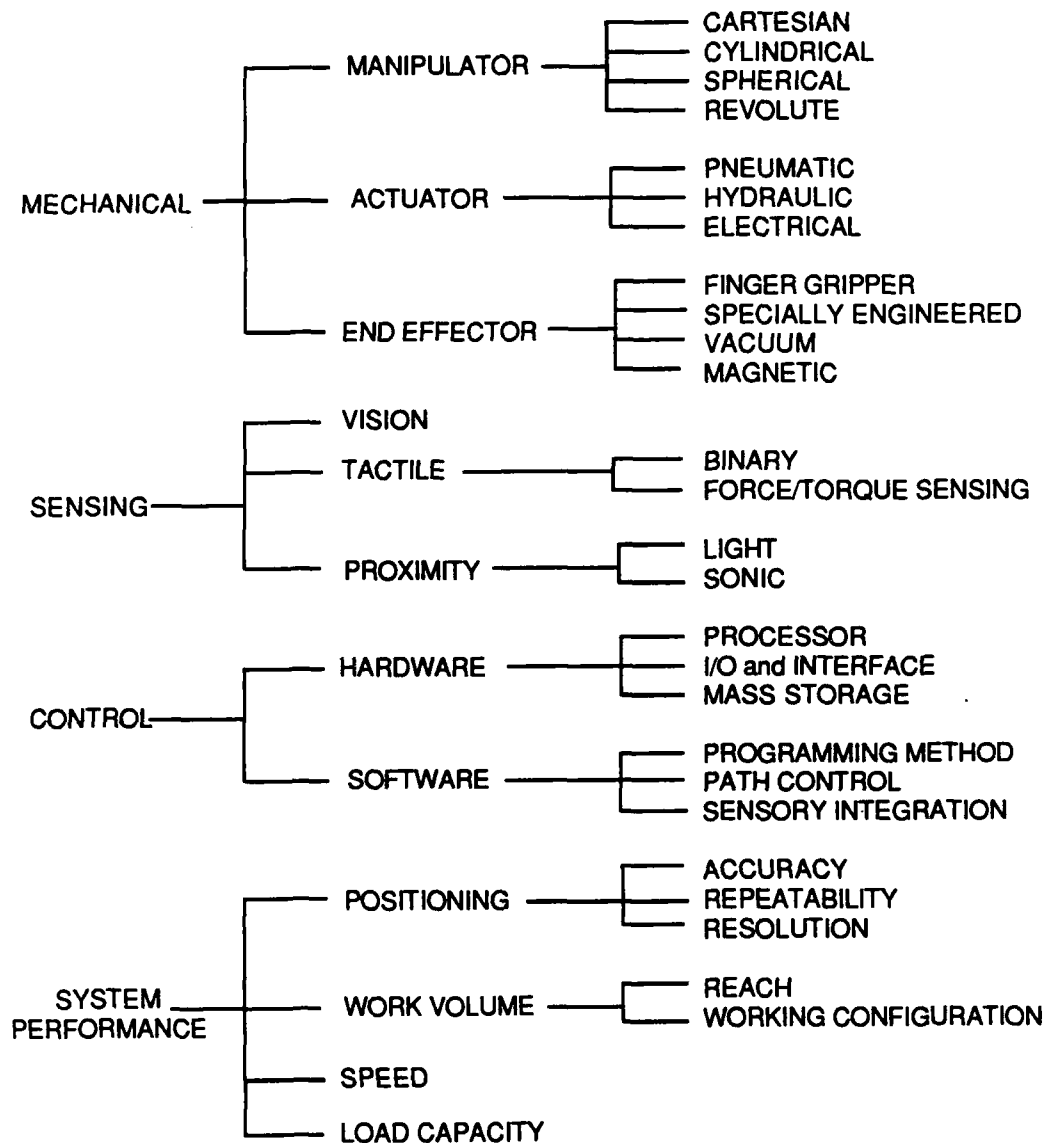 MECHANICAL
MANIPULATOR
CARTESIAN
CYLINDRICAL
SPHERICAL
REVOLUTE
ACTUATOR
PNEUMATIC
HYDRAULIC
ELECTRICAL
END EFFECTOR
FINGER GRIPPER
SPECIALLY ENGINEERED
VACUUM
MAGNETIC
SENSING
VISION
TACTILE
BINARY
FORCE/TORQUE SENSING
PROXIMITY
LIGHT
SONIC
CONTROL
HARDWARE
PROCESSOR
I/O and INTERFACE
MASS STORAGE
SOFTWARE
PROGRAMMING METHOD
PATH CONTROL
SENSORY INTEGRATION
SYSTEM
PERFORMANCE
POSITIONING
ACCURACY
REPEATABILITY
RESOLUTION
WORK VOLUME
REACH
WORKING CONFIGURATION
SPEED
LOAD CAPACITY